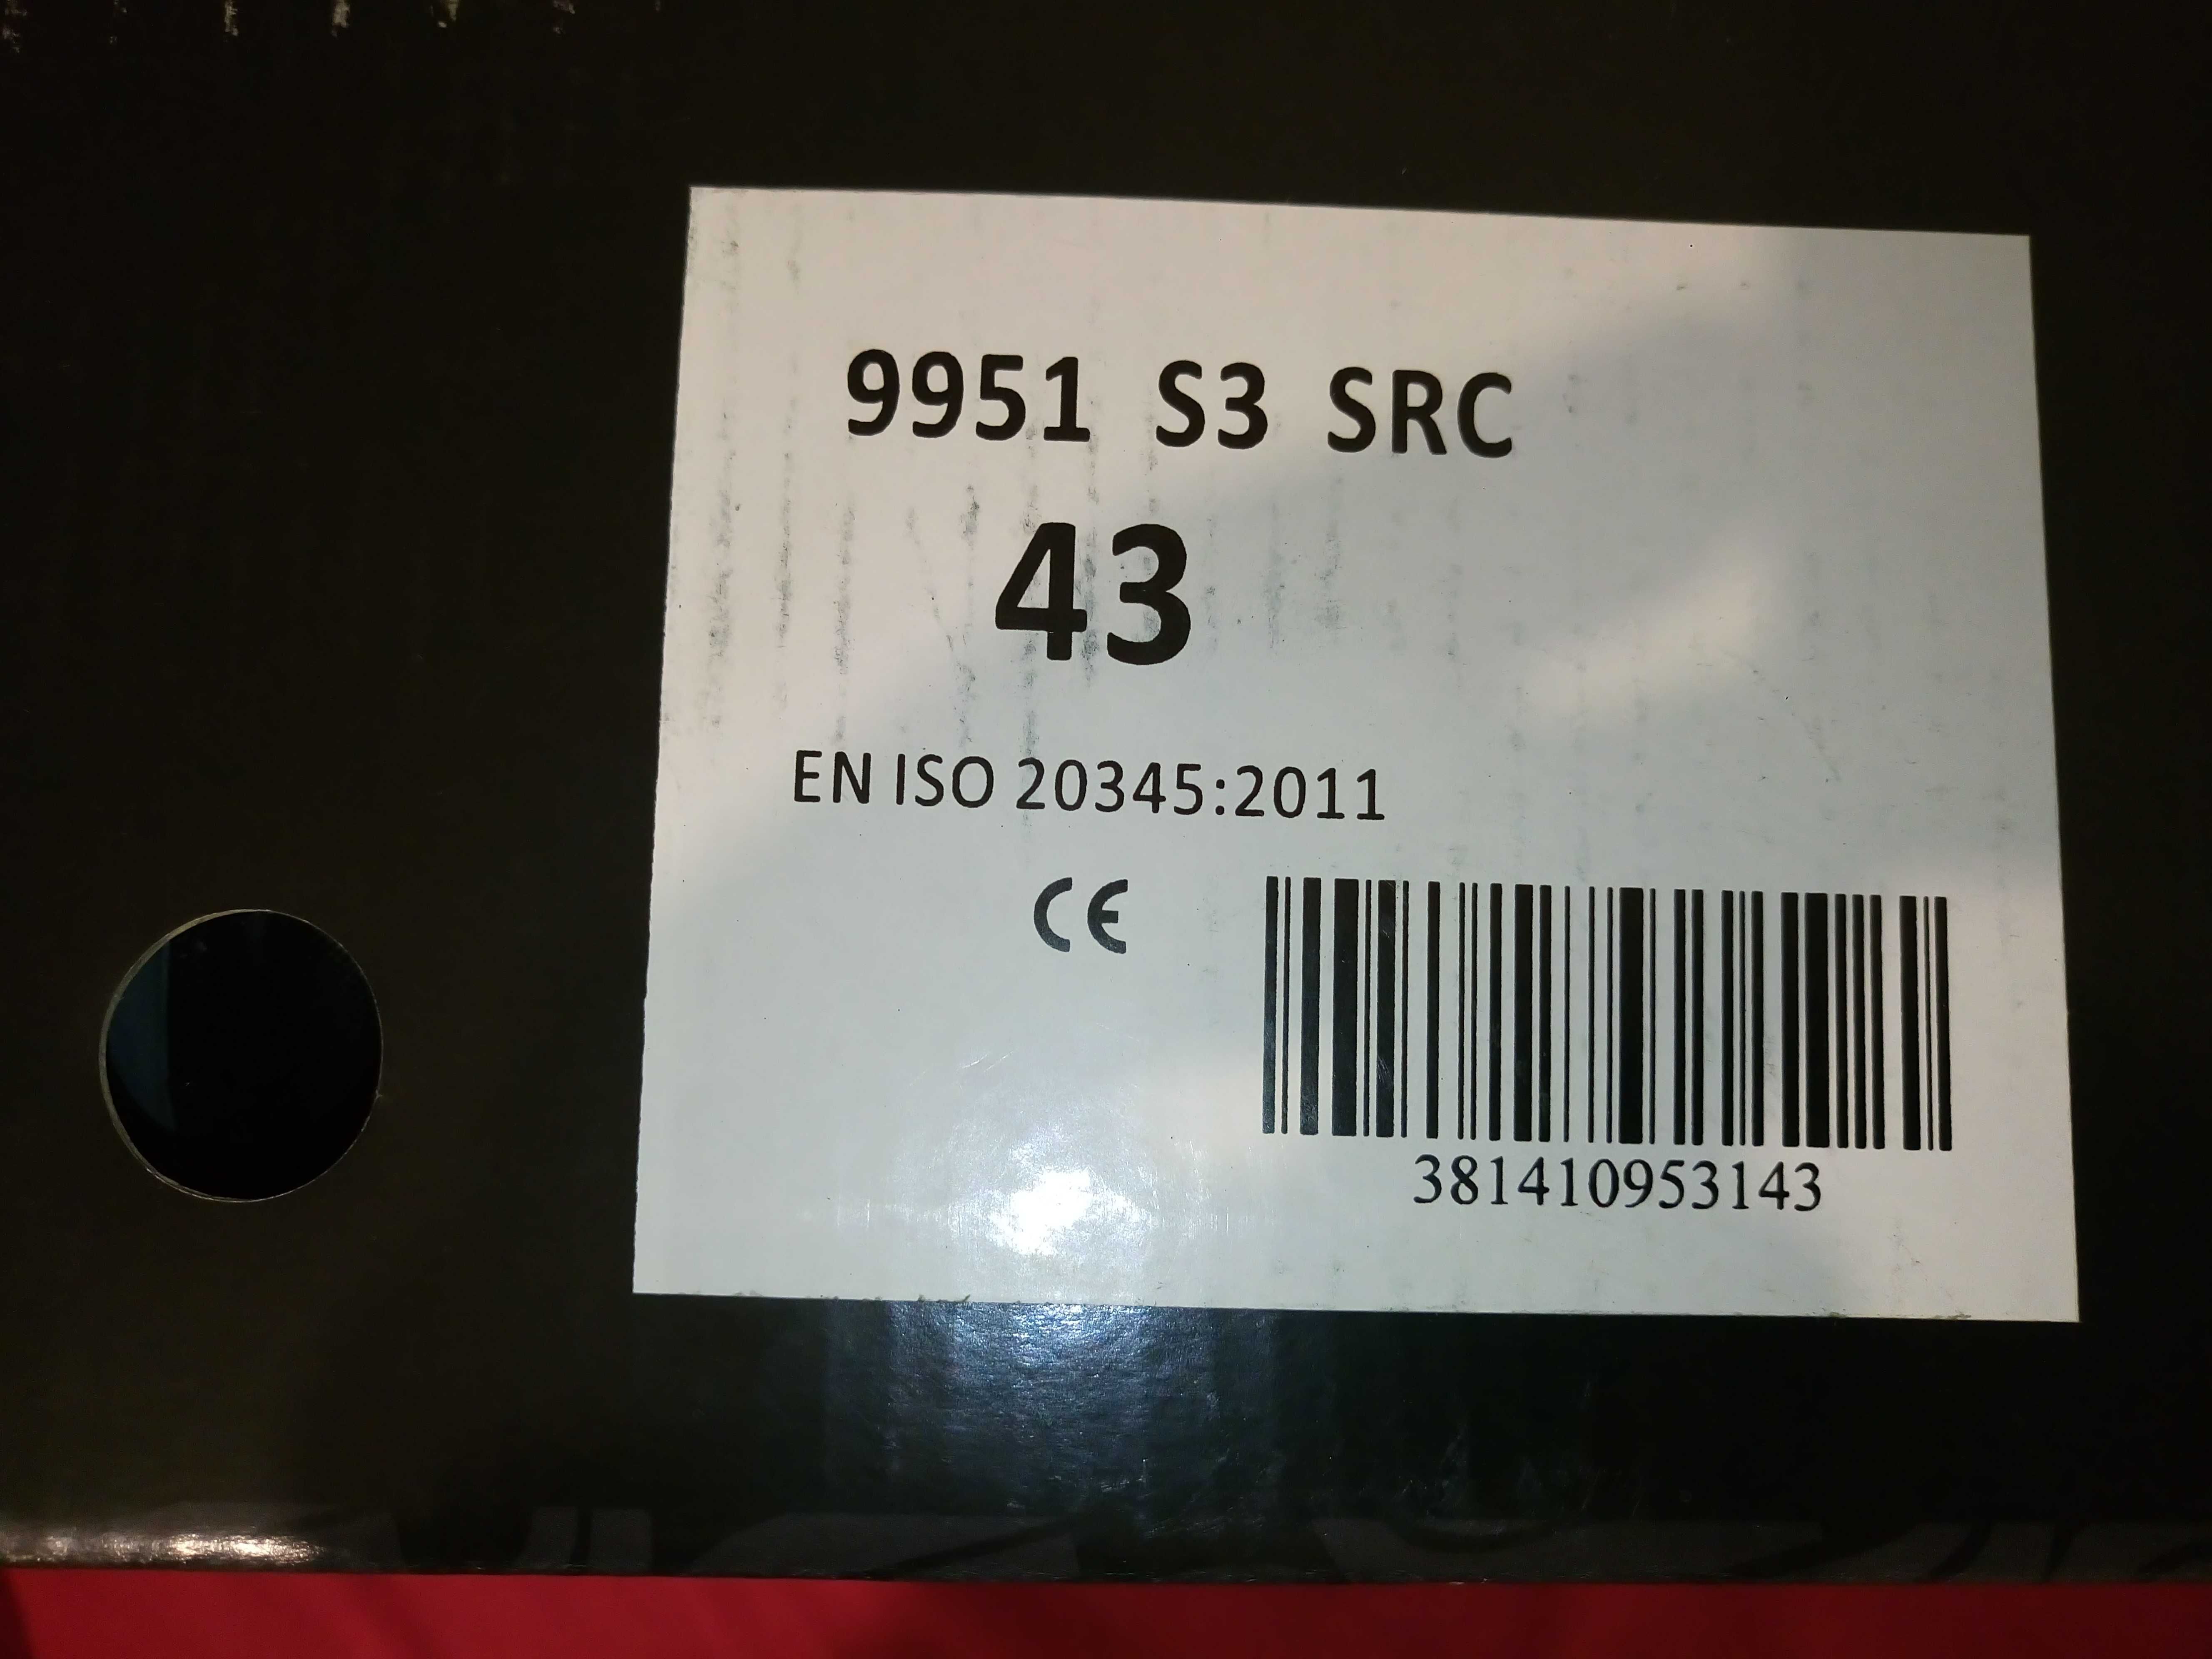 9951 S3 SRC
43
EN ISO 20345:2011
CE
381410953143